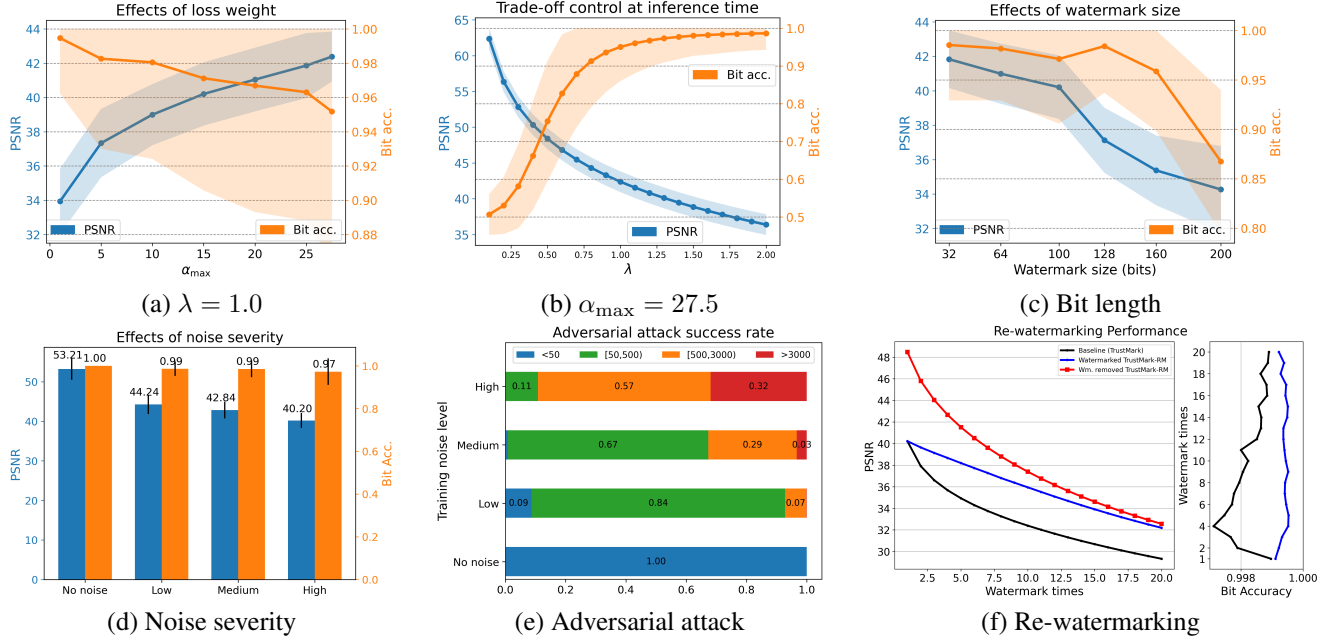 Effects of loss weight
44
42
40
38
36
34
32
PSNR
1.00
0.98
0.96
0.94
0.92
0.90
0.88
Bit acc.
PSNR
Bit acc.
0 5 10 15 20 25
α_max
(a) λ = 1.0
Trade-off control at inference time
65
60
55
50
45
40
35
PSNR
1.0
0.9
0.8
0.7
0.6
0.5
Bit acc.
Bit acc.
PSNR
0.25 0.50 0.75 1.00 1.25 1.50 1.75 2.00
λ
(b) α_max = 27.5
Effects of watermark size
44
42
40
38
36
34
32
PSNR
1.00
0.95
0.90
0.85
0.80
Bit acc.
PSNR
Bit acc.
32 64 100 128 160 200
Watermark size (bits)
(c) Bit length
Effects of noise severity
50
40
30
20
10
0
PSNR
53.21 1.00
44.24 0.99
42.84 0.99
40.20 0.97
1.0
0.8
0.6
0.4
0.2
0.0
Bit Acc.
No noise Low Medium High
(d) Noise severity
Adversarial attack success rate
<50 [50,500) [500,3000) >3000
Training noise level
High 0.11 0.57 0.32
Medium 0.67 0.29 0.03
Low 0.09 0.84 0.07
No noise 1.00
0.0 0.2 0.4 0.6 0.8 1.0
(e) Adversarial attack
Re-watermarking Performance
Baseline (TrustMark)
Watermarked TrustMark-RM
Wm. removed TrustMark-RM
48
46
44
42
40
38
36
34
32
30
PSNR
2.5 5.0 7.5 10.0 12.5 15.0 17.5 20.0
Watermark times
20
18
16
15
13
11
10
9
7
6
4
2
1
Watermark times
0.998 1.000
Bit Accuracy
(f) Re-watermarking